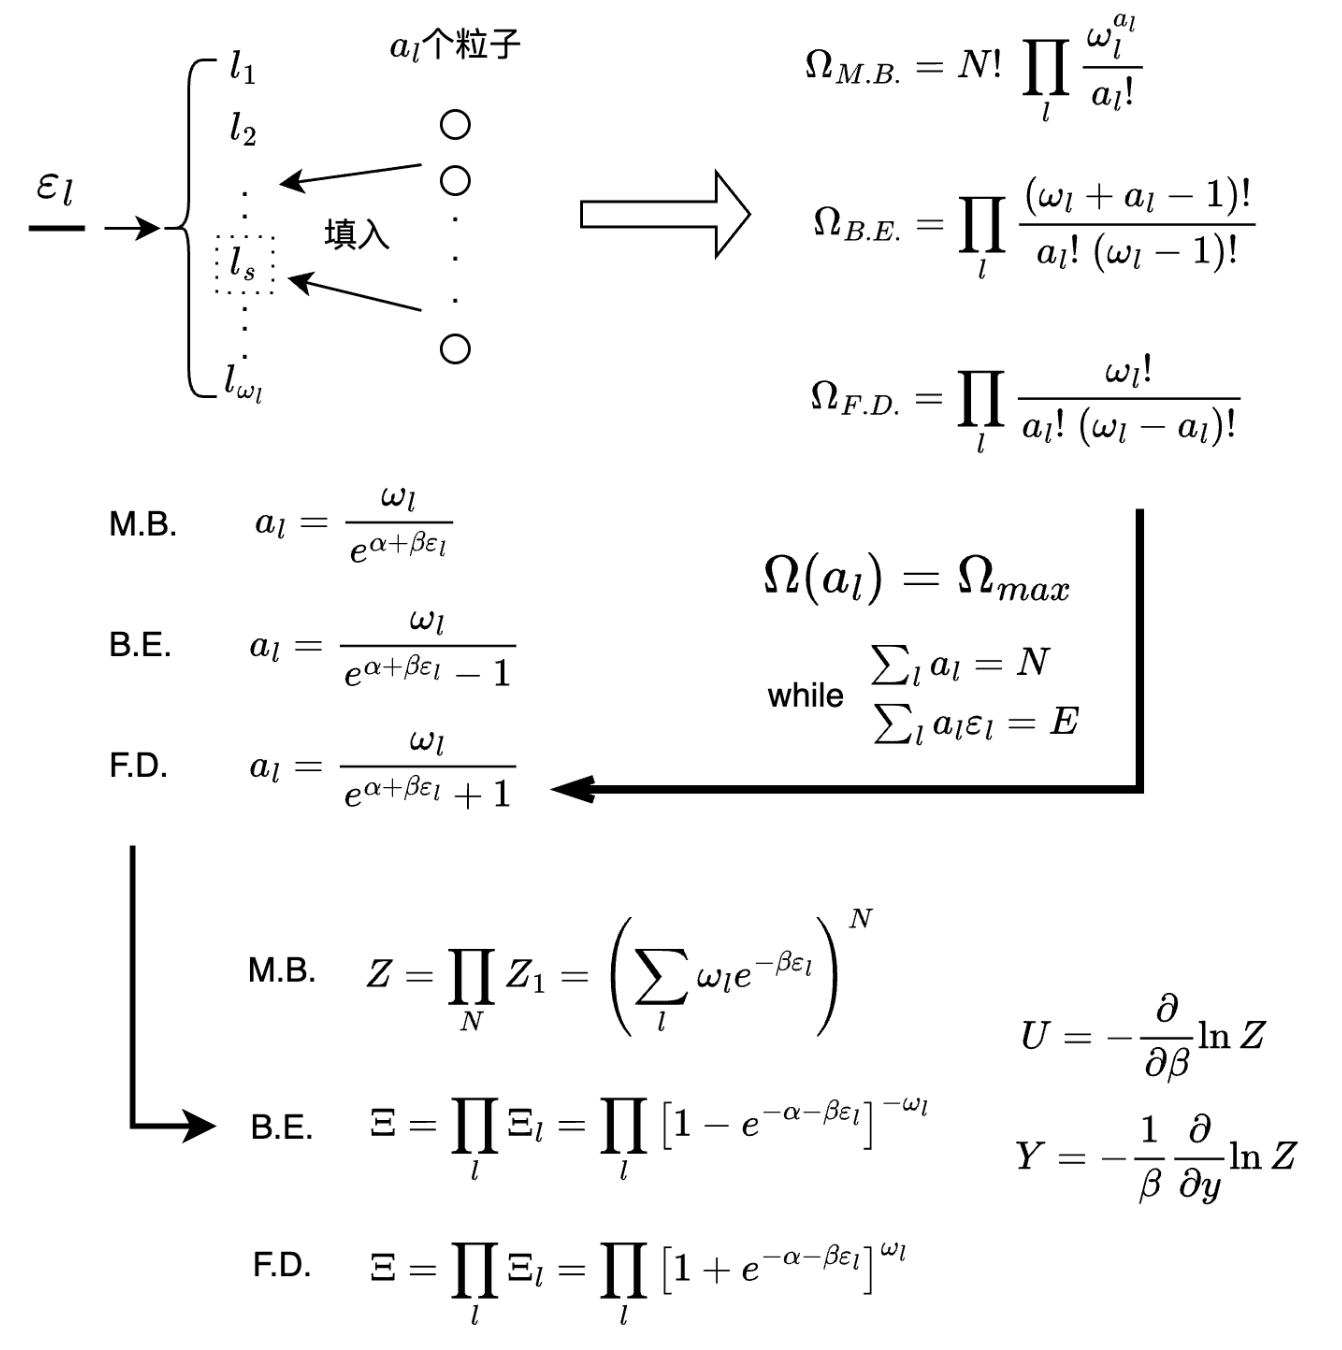 a_l个粒子
ε_l
l_1
l_2
填入
l_s
l_{ω_l}
Ω_{M.B.} = N! ∏_l ω_l^{a_l} / a_l!
Ω_{B.E.} = ∏_l (ω_l + a_l − 1)! / a_l! (ω_l − 1)!
Ω_{F.D.} = ∏_l ω_l! / a_l! (ω_l − a_l)!
Ω(a_l) = Ω_{max}
while
∑_l a_l = N
∑_l a_l ε_l = E
M.B. a_l = ω_l / e^{α+βε_l}
B.E. a_l = ω_l / e^{α+βε_l} − 1
F.D. a_l = ω_l / e^{α+βε_l} + 1
M.B. Z = ∏_N Z_1 = (∑_l ω_l e^{−βε_l})^N
B.E. Ξ = ∏_l Ξ_l = ∏_l [1 − e^{−α−βε_l}]^{−ω_l}
F.D. Ξ = ∏_l Ξ_l = ∏_l [1 + e^{−α−βε_l}]^{ω_l}
U = − ∂/∂β ln Z
Y = − 1/β ∂/∂y ln Z